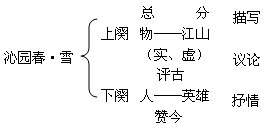 总 分 描写
上阕 物——江山
（实、虚） 议论
沁园春·雪
评古
下阕 人——英雄 抒情
赞今